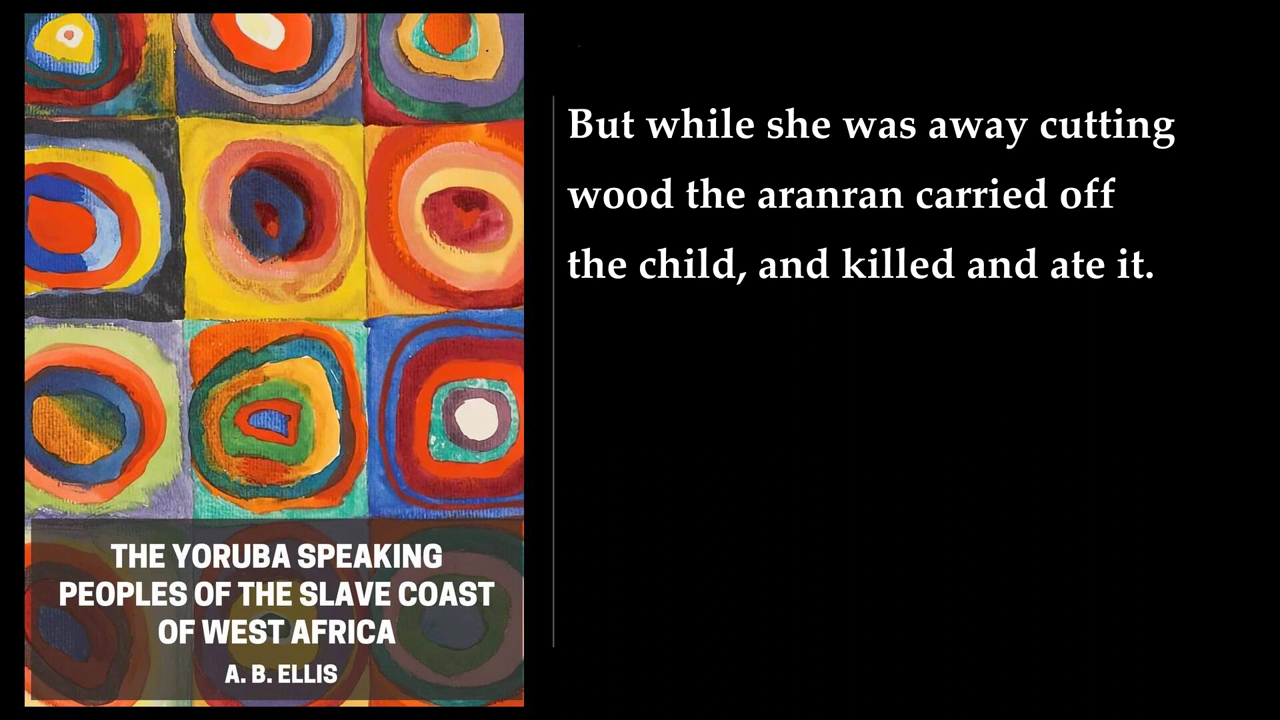 THE YORUBA SPEAKING
PEOPLES OF THE SLAVE COAST
OF WEST AFRICA
A. B. ELLIS
But while she was away cutting
wood the aranran carried off
the child, and killed and ate it.